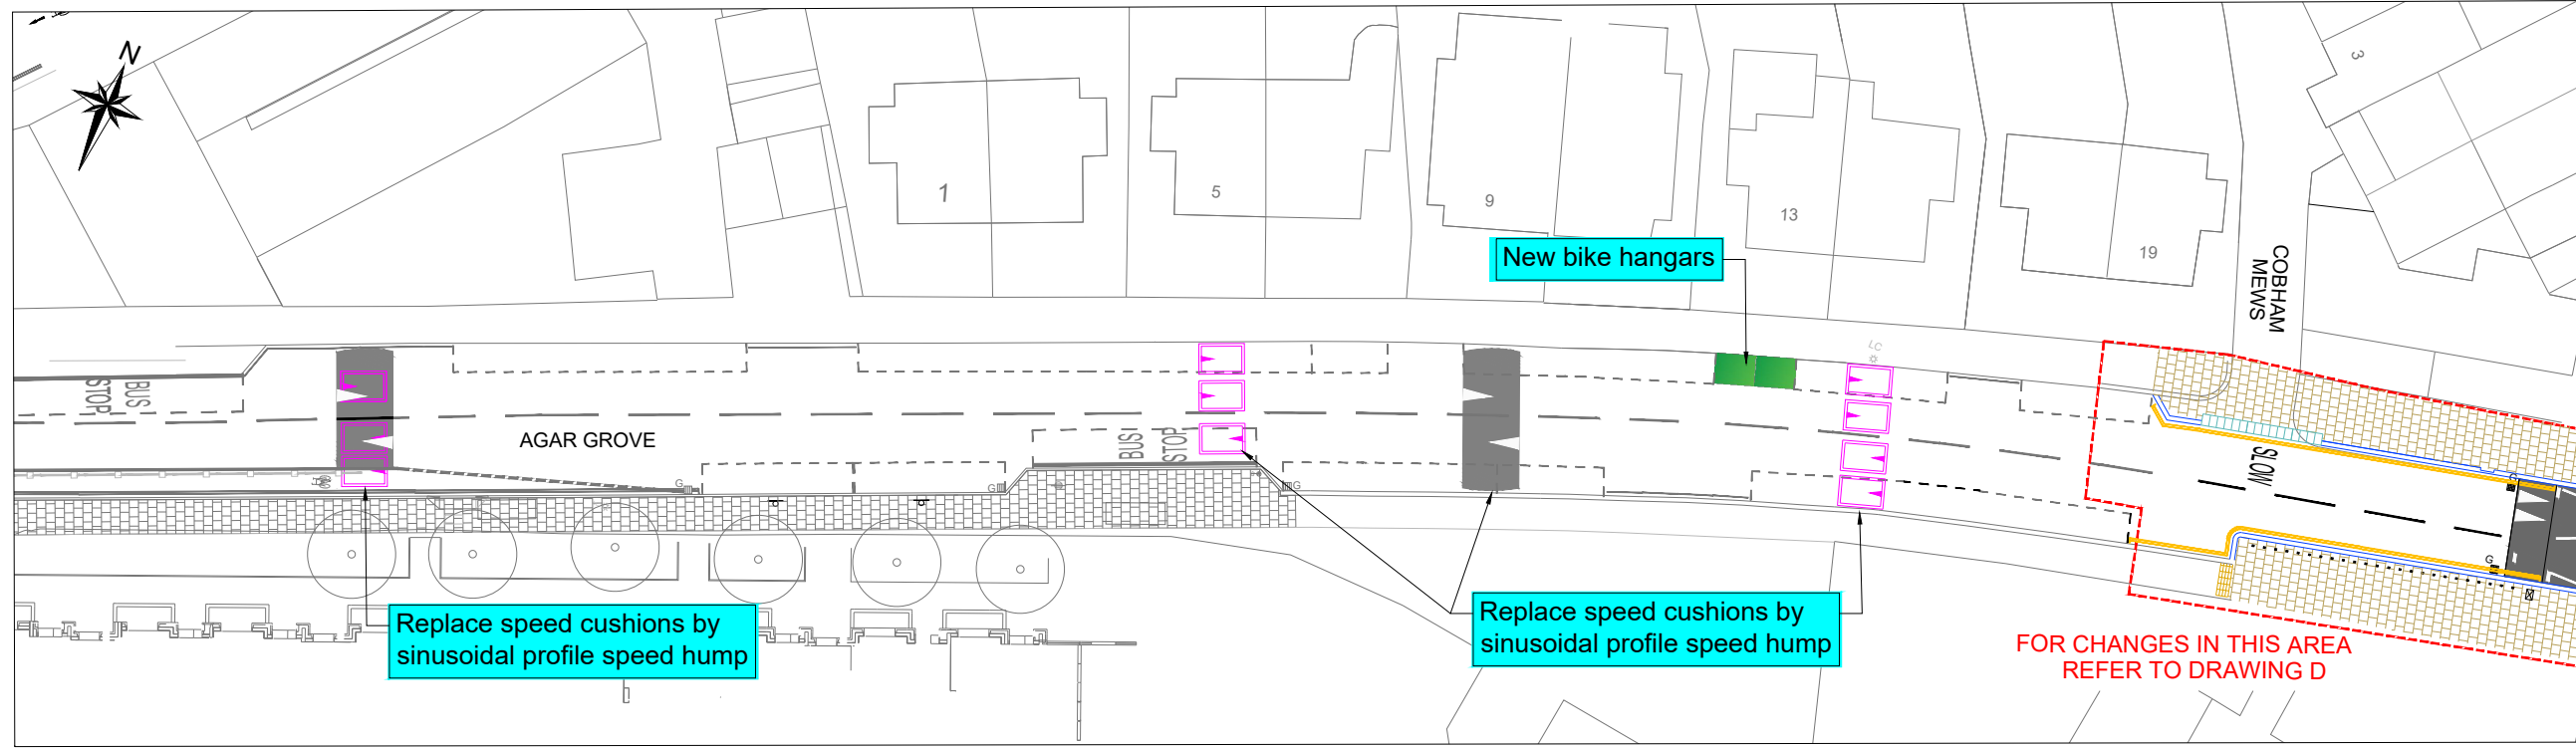 N
1
5
9
13
19
3
New bike hangars
COBHAM
MEWS
LC
BUS
STOP
AGAR GROVE
BUS
STOP
SLOW
G
G
G
G
G
Replace speed cushions by
sinusoidal profile speed hump
Replace speed cushions by
sinusoidal profile speed hump
FOR CHANGES IN THIS AREA
REFER TO DRAWING D